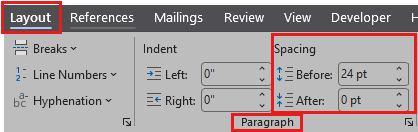 Layout References Mailings Review View Developer H
Breaks Indent Spacing
Line Numbers Left: 0" Before: 24 pt
Hyphenation Right: 0" After: 0 pt
Paragraph